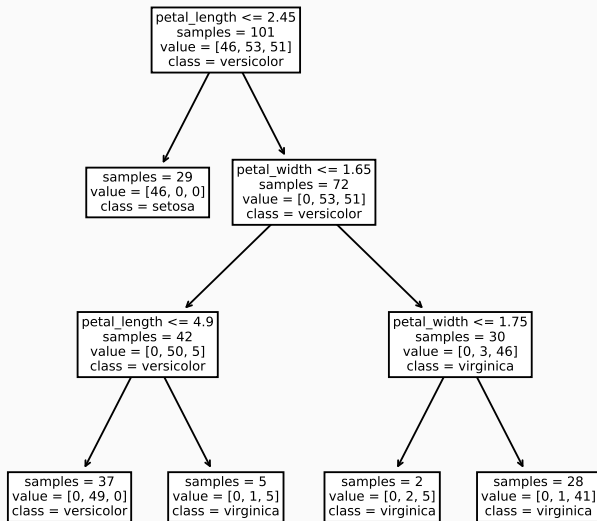 petal_length <= 2.45
samples = 101
value = [46, 53, 51]
class = versicolor
samples = 29
value = [46, 0, 0]
class = setosa
petal_width <= 1.65
samples = 72
value = [0, 53, 51]
class = versicolor
petal_length <= 4.9
samples = 42
value = [0, 50, 5]
class = versicolor
petal_width <= 1.75
samples = 30
value = [0, 3, 46]
class = virginica
samples = 37
value = [0, 49, 0]
class = versicolor
samples = 5
value = [0, 1, 5]
class = virginica
samples = 2
value = [0, 2, 5]
class = virginica
samples = 28
value = [0, 1, 41]
class = virginica